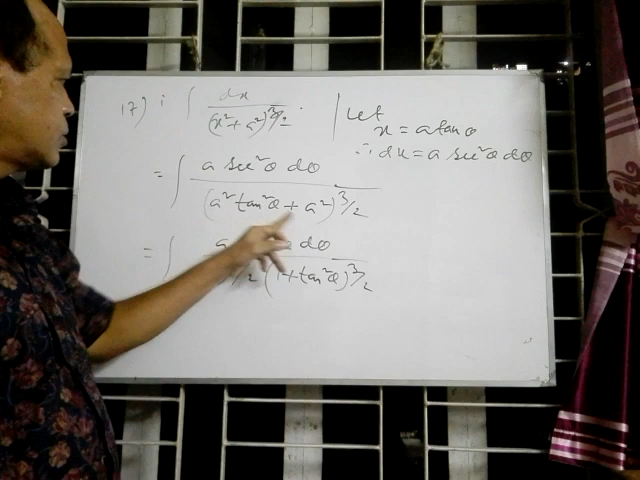 17) i ∫ dx / (x² + a²)^3/2
Let
x = a tanθ
∴ dx = a sec²θ dθ
= ∫ a sec²θ dθ / (a² tan²θ + a²)^3/2
= ∫ a dθ / /2 (1 + tan²θ)^3/2